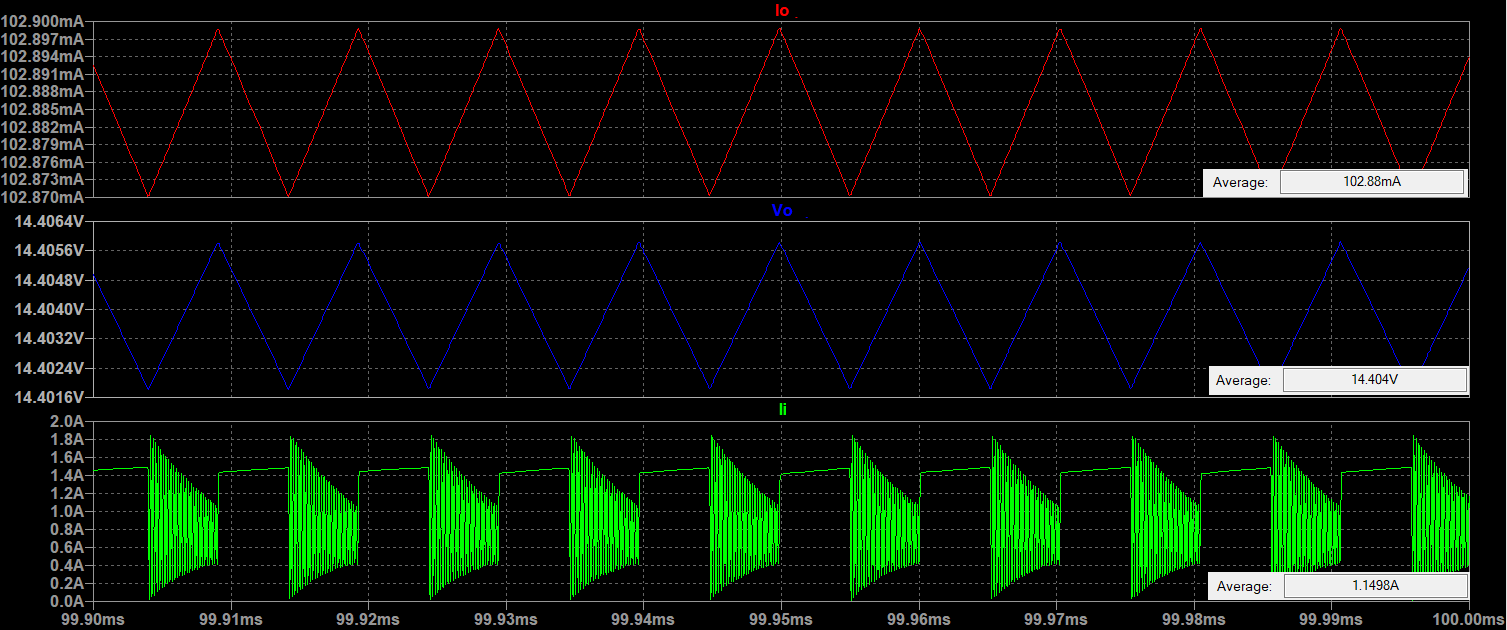 Io
102.900mA
102.897mA
102.894mA
102.891mA
102.888mA
102.885mA
102.882mA
102.879mA
102.876mA
102.873mA
102.870mA
Average: 102.88mA
Vo
14.4064V
14.4056V
14.4048V
14.4040V
14.4032V
14.4024V
14.4016V
Average: 14.404V
Ii
2.0A
1.8A
1.6A
1.4A
1.2A
1.0A
0.8A
0.6A
0.4A
0.2A
0.0A
Average: 1.1498A
99.90ms 99.91ms 99.92ms 99.93ms 99.94ms 99.95ms 99.96ms 99.97ms 99.98ms 99.99ms 100.00ms